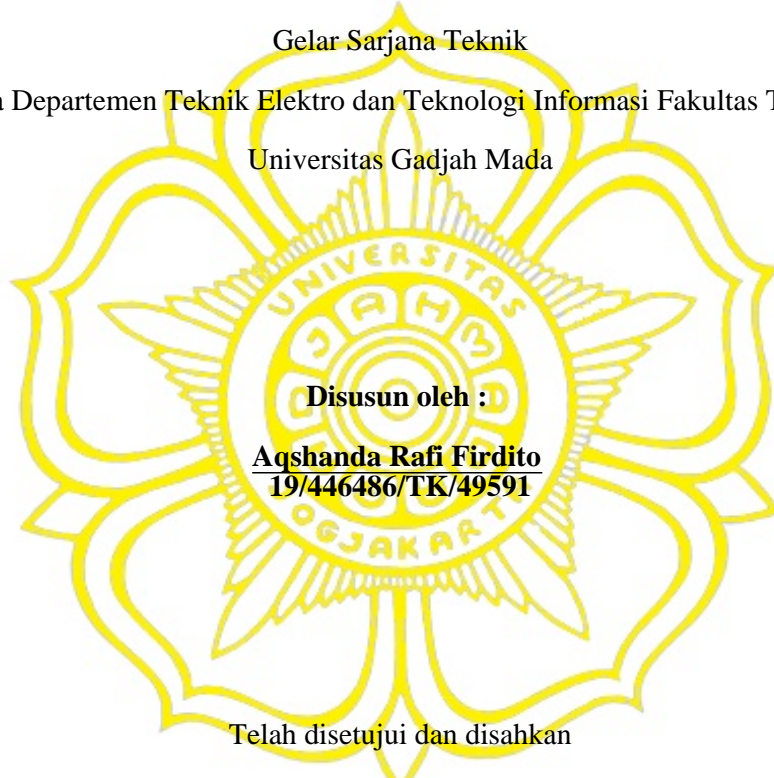 Gelar Sarjana Teknik
Departemen Teknik Elektro dan Teknologi Informasi Fakultas
Universitas Gadjah Mada
UNIVERSITAS
Disusun oleh :
Aqshanda Rafi Firdito
19/446486/TK/49591
Telah disetujui dan disahkan